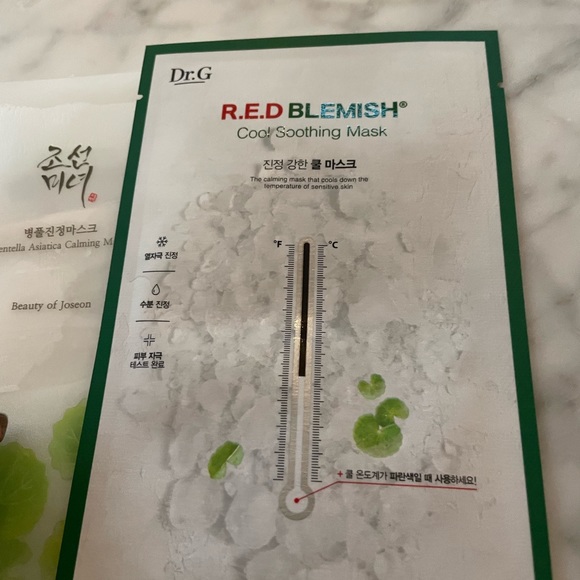 조선
미녀
병풀진정마스크
Centella Asiatica Calming M
Beauty of Joseon
Dr.G
R.E.D BLEMISH®
Cool Soothing Mask
진정 강한 쿨 마스크
The calming mask that pools down the
temperature of sensitive skin
°F °C
열자극 진정
수분 진정
피부 자극
테스트 완료
+ 쿨 온도계가 파란색일 때 사용하세요!